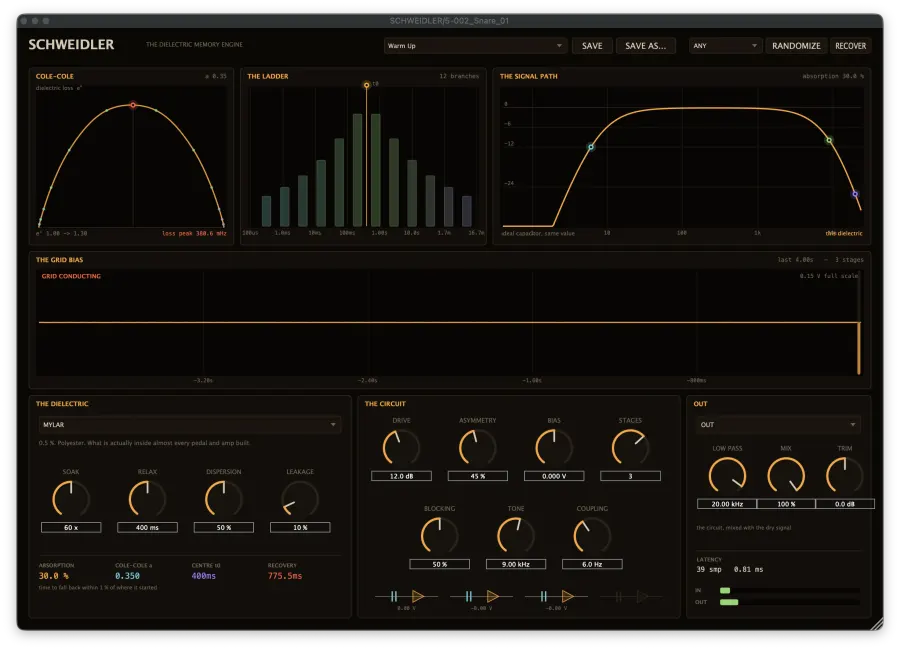 SCHWEIDLER/5-002_Snare_01
SCHWEIDLER
THE DIELECTRIC MEMORY ENGINE
Warm Up
SAVE
SAVE AS...
ANY
RANDOMIZE
RECOVER
COLE-COLE
α 0.35
dielectric loss ε"
ε' 1.00 -> 1.30
loss peak 380.6 mHz
THE LADDER
12 branches
100us 1.0ms 10ms 100ms 1.00s 10.0s 1.7m 16.7m
THE SIGNAL PATH
absorption 30.0 %
0
-6
-12
-24
ideal capacitor, same value
10 100 1k
this dielectric
THE GRID BIAS
last 4.00s - 3 stages
GRID CONDUCTING
0.15 V full scale
-3.20s -2.40s -1.60s -800ms
THE DIELECTRIC
MYLAR
0.5 %. Polyester. What is actually inside almost every pedal and amp built.
SOAK RELAX DISPERSION LEAKAGE
60 x 400 ms 50 % 10 %
ABSORPTION COLE-COLE α CENTRE t0 RECOVERY
30.0 % 0.350 400ms 775.5ms
time to fall back within 1 % of where it started
THE CIRCUIT
DRIVE ASYMMETRY BIAS STAGES
12.0 dB 45 % 0.000 V 3
BLOCKING TONE COUPLING
50 % 9.00 kHz 6.0 Hz
0.00 V -0.00 V -0.00 V
OUT
OUT
LOW PASS MIX TRIM
20.00 kHz 100 % 0.0 dB
the circuit, mixed with the dry signal
LATENCY
39 smp 0.81 ms
IN
OUT